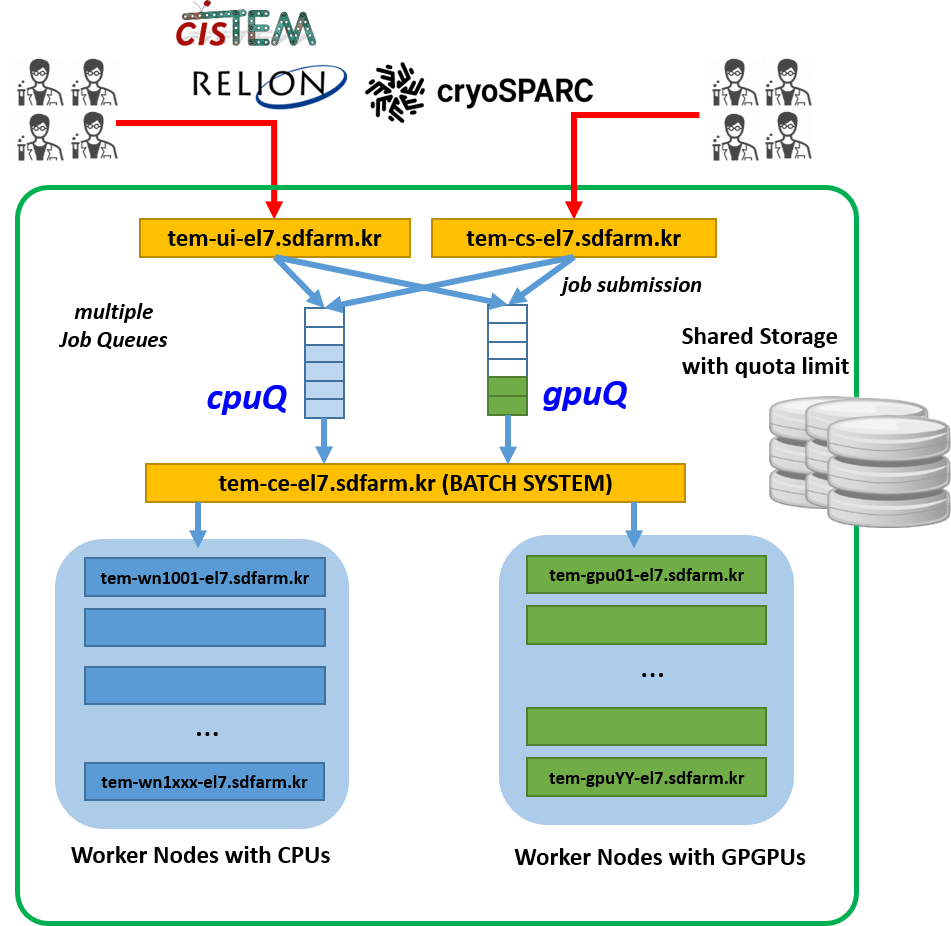 cisTEM
RELION
cryoSPARC
tem-ui-el7.sdfarm.kr
tem-cs-el7.sdfarm.kr
multiple
Job Queues
job submission
Shared Storage
with quota limit
cpuQ
gpuQ
tem-ce-el7.sdfarm.kr (BATCH SYSTEM)
tem-wn1001-el7.sdfarm.kr
...
tem-wn1xxx-el7.sdfarm.kr
tem-gpu01-el7.sdfarm.kr
...
tem-gpuYY-el7.sdfarm.kr
Worker Nodes with CPUs
Worker Nodes with GPGPUs